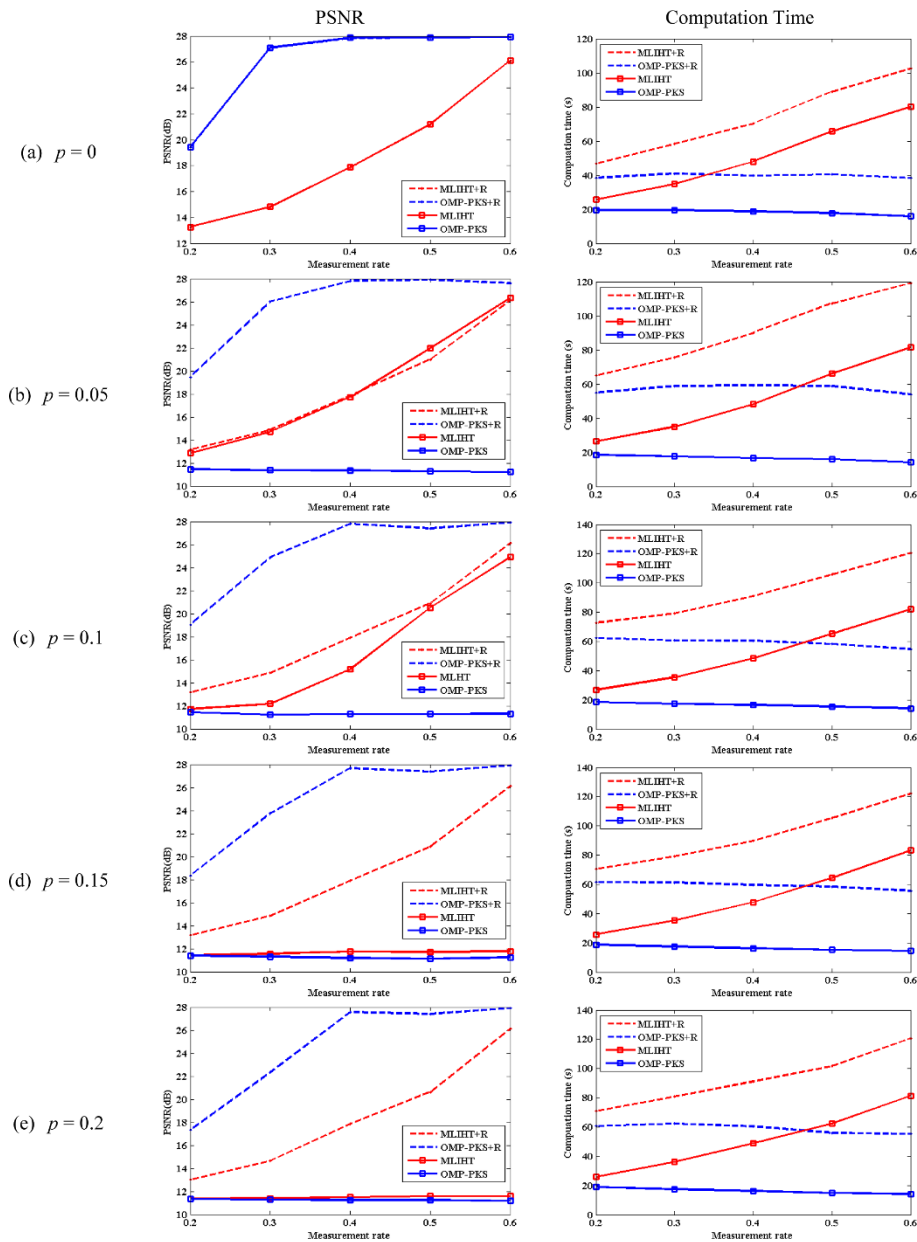 PSNR
Computation Time
(a) p = 0
28
26
24
22
20
18
16
14
12
PSNR(dB)
MLIHT+R
OMP-PKS+R
MLIHT
OMP-PKS
0.2 0.3 0.4 0.5 0.6
Measurement rate
120
100
80
60
40
20
0
Compuation time (s)
MLIHT+R
OMP-PKS+R
MLIHT
OMP-PKS
0.2 0.3 0.4 0.5 0.6
Measurement rate
(b) p = 0.05
28
26
24
22
20
18
16
14
12
10
PSNR(dB)
MLIHT+R
OMP-PKS+R
MLIHT
OMP-PKS
0.2 0.3 0.4 0.5 0.6
Measurement rate
120
100
80
60
40
20
0
Compuation time (s)
MLIHT+R
OMP-PKS+R
MLIHT
OMP-PKS
0.2 0.3 0.4 0.5 0.6
Measurement rate
(c) p = 0.1
28
26
24
22
20
18
16
14
12
10
PSNR(dB)
MLIHT+R
OMP-PKS+R
MLHT
OMP-PKS
0.2 0.3 0.4 0.5 0.6
Measurement rate
140
120
100
80
60
40
20
0
Compuation time (s)
MLIHT+R
OMP-PKS+R
MLIHT
OMP-PKS
0.2 0.3 0.4 0.5 0.6
Measurement rate
(d) p = 0.15
28
26
24
22
20
18
16
14
12
10
PSNR(dB)
MLIHT+R
OMP-PKS+R
MLIHT
OMP-PKS
0.2 0.3 0.4 0.5 0.6
Measurement rate
140
120
100
80
60
40
20
0
Compuation time (s)
MLIHT+R
OMP-PKS+R
MLIHT
OMP-PKS
0.2 0.3 0.4 0.5 0.6
Measurement rate
(e) p = 0.2
28
26
24
22
20
18
16
14
12
10
PSNR(dB)
MLIHT+R
OMP-PKS+R
MLIHT
OMP-PKS
0.2 0.3 0.4 0.5 0.6
Measurement rate
140
120
100
80
60
40
20
0
Compuation time (s)
MLIHT+R
OMP-PKS+R
MLIHT
OMP-PKS
0.2 0.3 0.4 0.5 0.6
Measurement rate